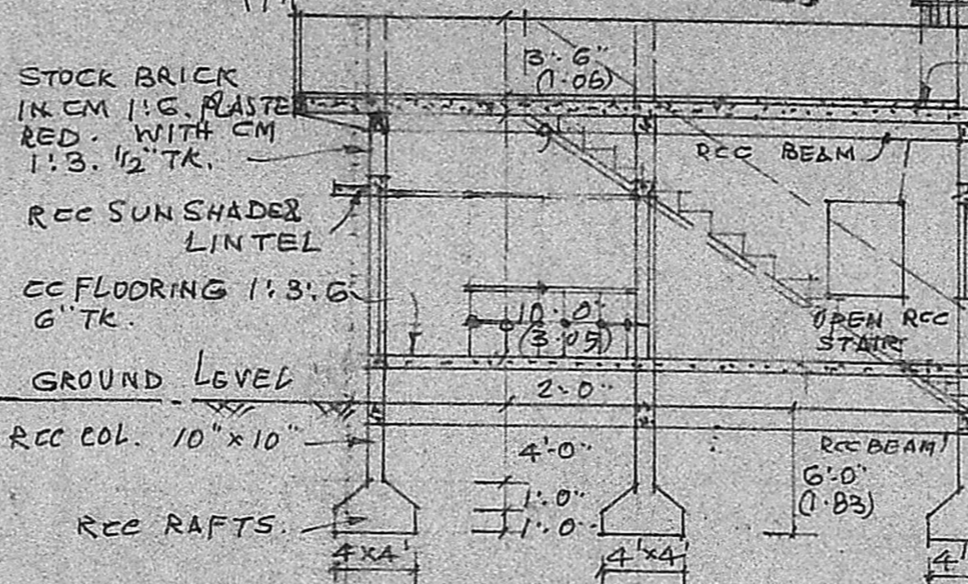 3'-6"
(1.06)
STOCK BRICK
IN CM 1:6. PLASTE
RED. WITH CM
1:3. 1/2" TK.
RCC BEAM
RCC SUN SHADE &
LINTEL
CC FLOORING 1:3:6
6" TK.
10'-0"
(3.05)
OPEN RCC
STAIR
GROUND LEVEL
2-0"
RCC COL. 10"x10"
4'-0"
RCC BEAM
6'-0"
(1.83)
1'-0"
RCC RAFTS.
1'-0"
4'x4'
4'x4'
4'